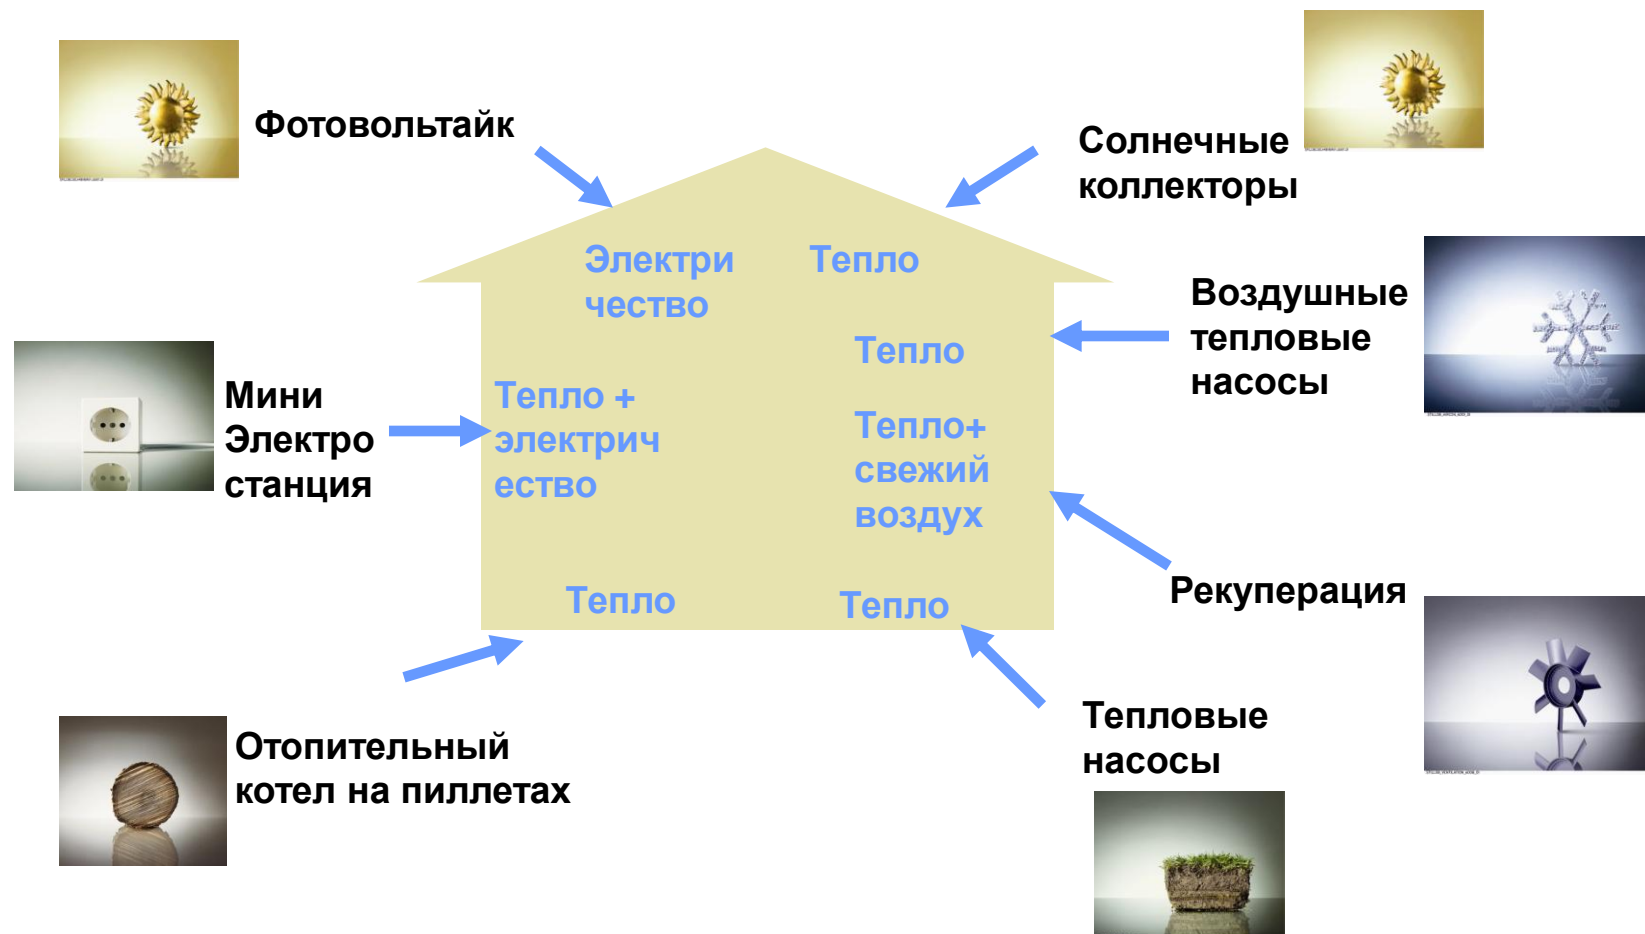 Фотовольтайк
Солнечные
коллекторы
Электри
чество
Тепло
Воздушные
тепловые
насосы
Тепло
Мини
Электро
станция
Тепло +
электрич
ество
Тепло+
свежий
воздух
Рекуперация
Тепло
Тепло
Тепловые
насосы
Отопительный
котел на пиллетах